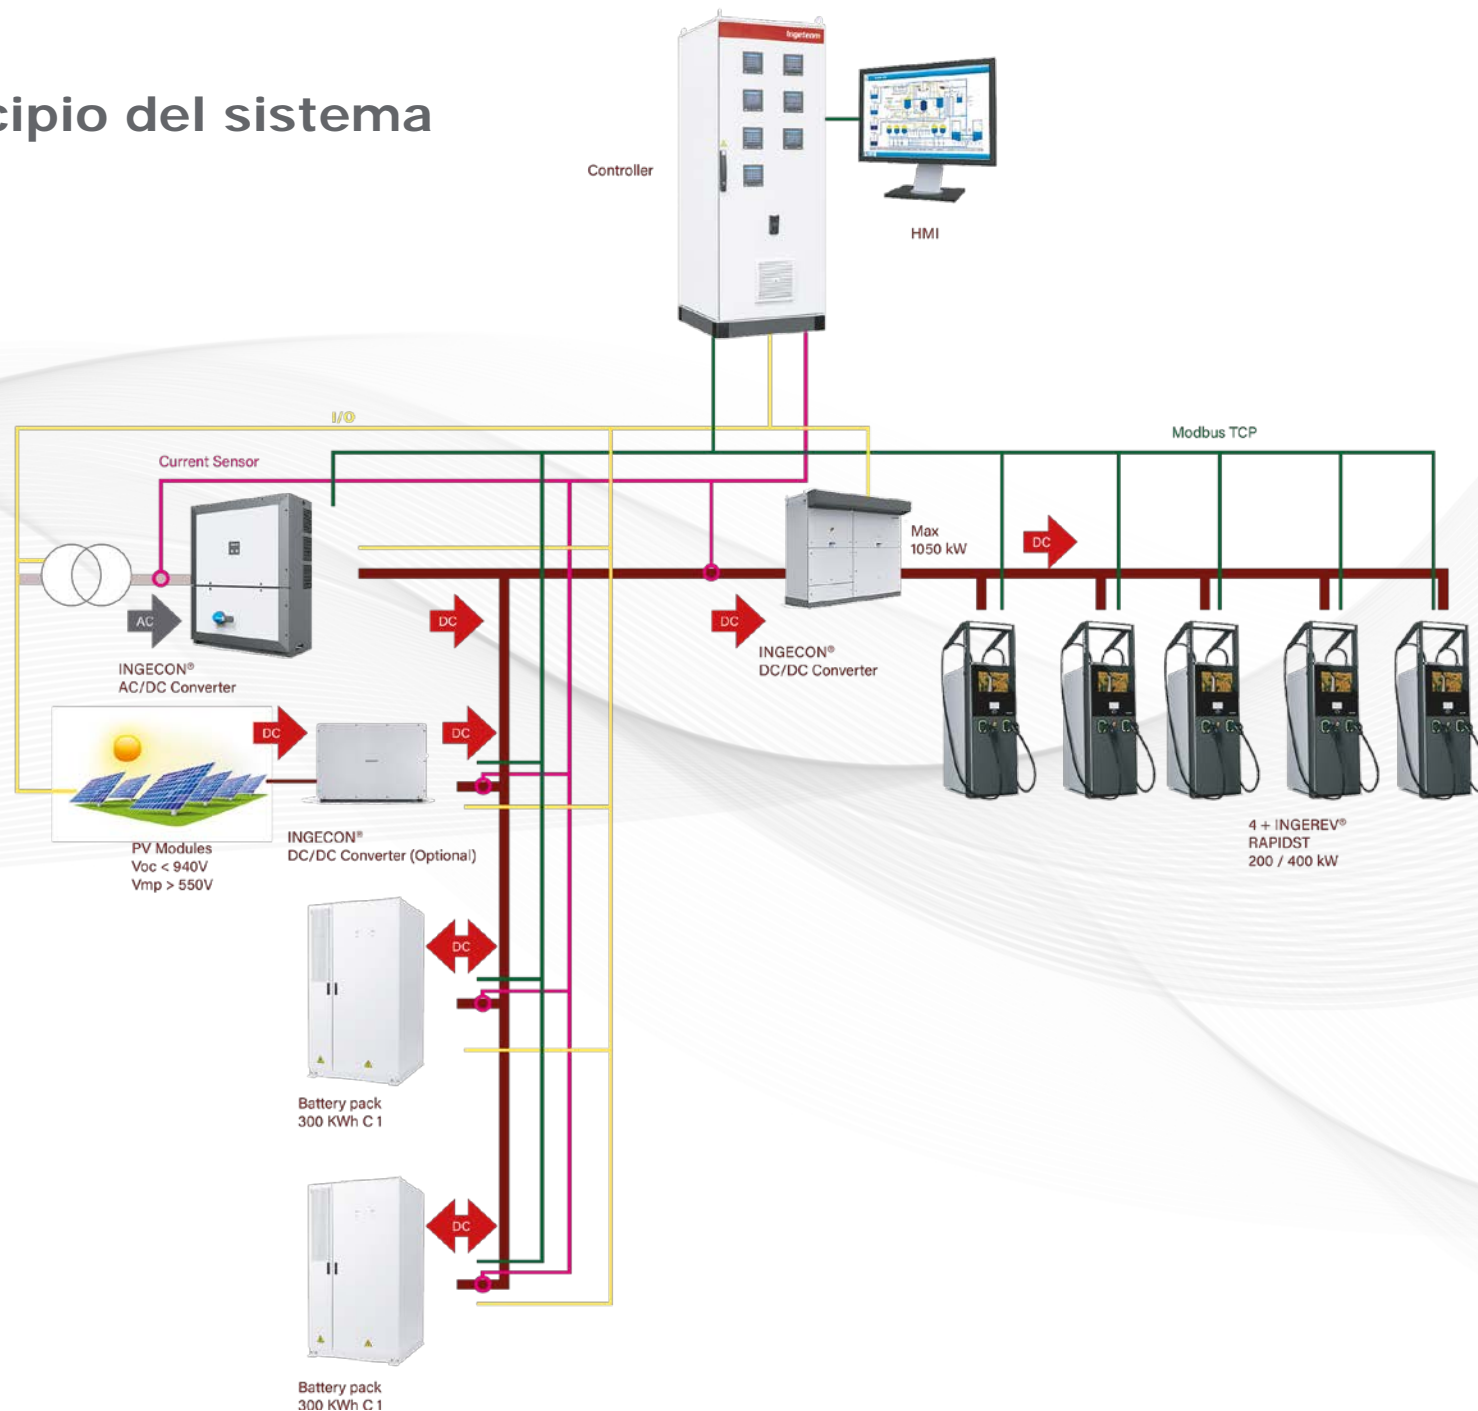 Ingeteam
cipio del sistema
Controller
HMI
I/O
Modbus TCP
Current Sensor
Max
1050 kW
DC
AC
DC
DC
INGECON®
DC/DC Converter
INGECON®
AC/DC Converter
DC
DC
4 + INGEREV®
RAPIDST
200 / 400 kW
INGECON®
DC/DC Converter (Optional)
PV Modules
Voc < 940V
Vmp > 550V
DC
Battery pack
300 KWh C 1
DC
Battery pack
300 KWh C 1